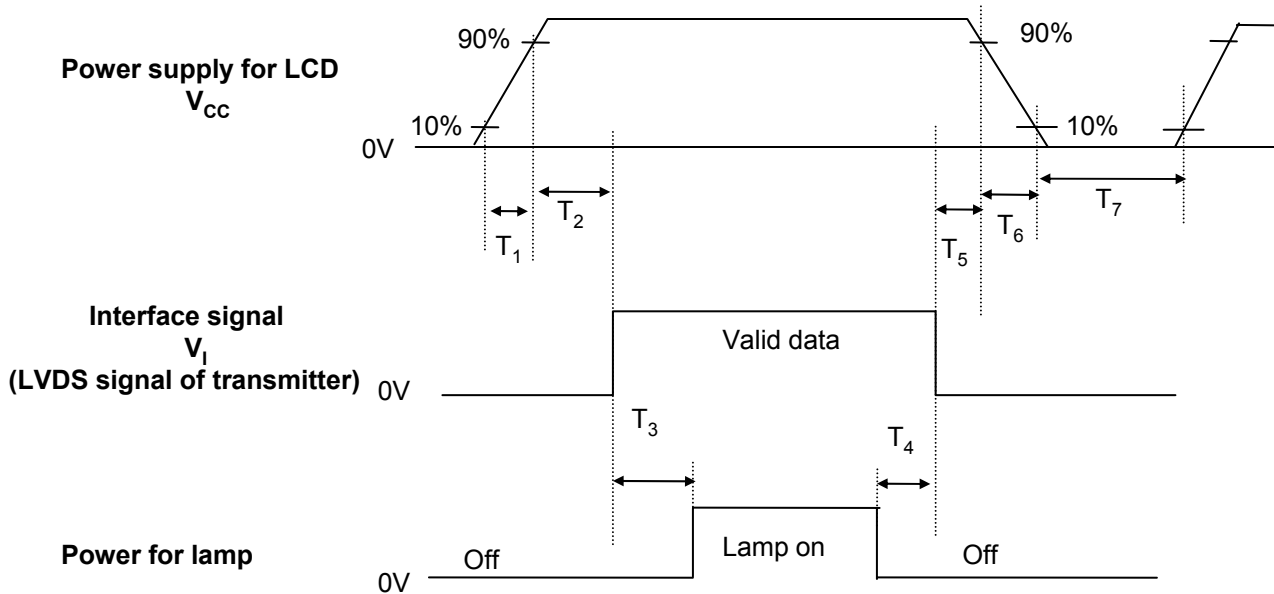 90%
90%
Power supply for LCD
V_CC
10%
10%
0V
T_1
T_2
T_5
T_6
T_7
Interface signal
V_I
(LVDS signal of transmitter)
Valid data
0V
T_3
T_4
Power for lamp
Off
Lamp on
Off
0V